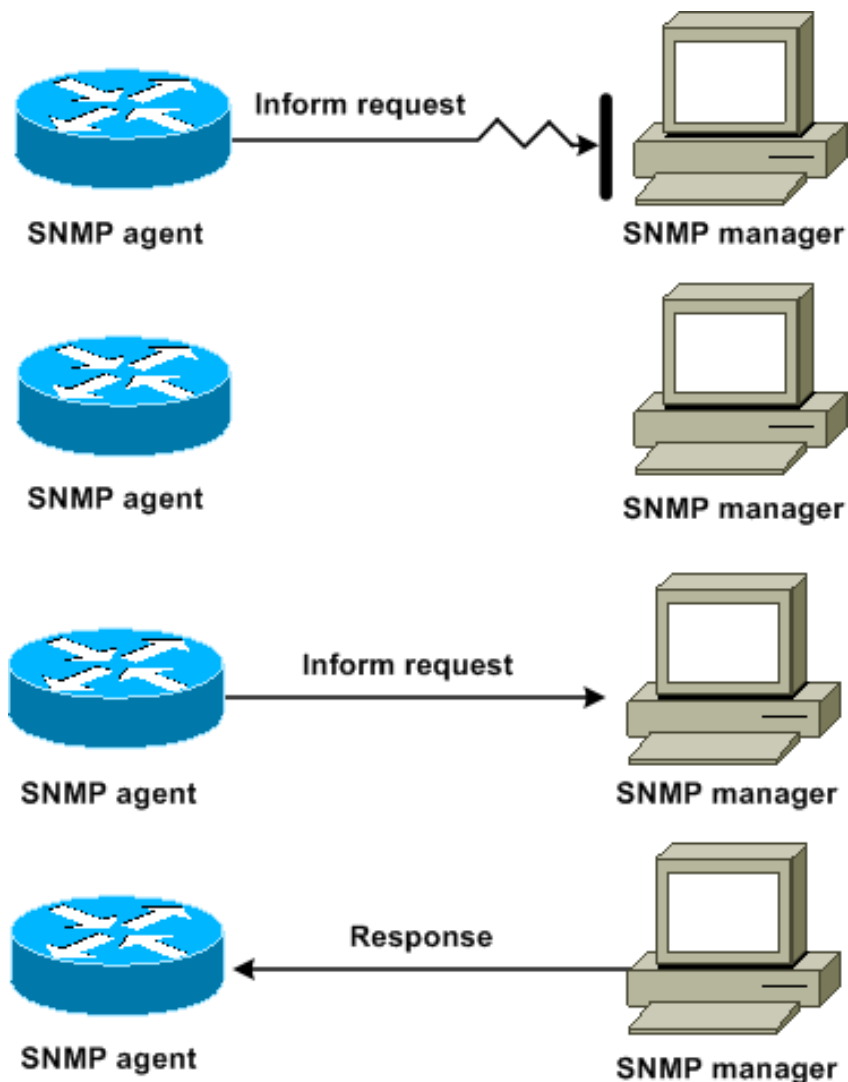 Inform request
SNMP agent
SNMP manager
SNMP agent
SNMP manager
Inform request
SNMP agent
SNMP manager
Response
SNMP agent
SNMP manager